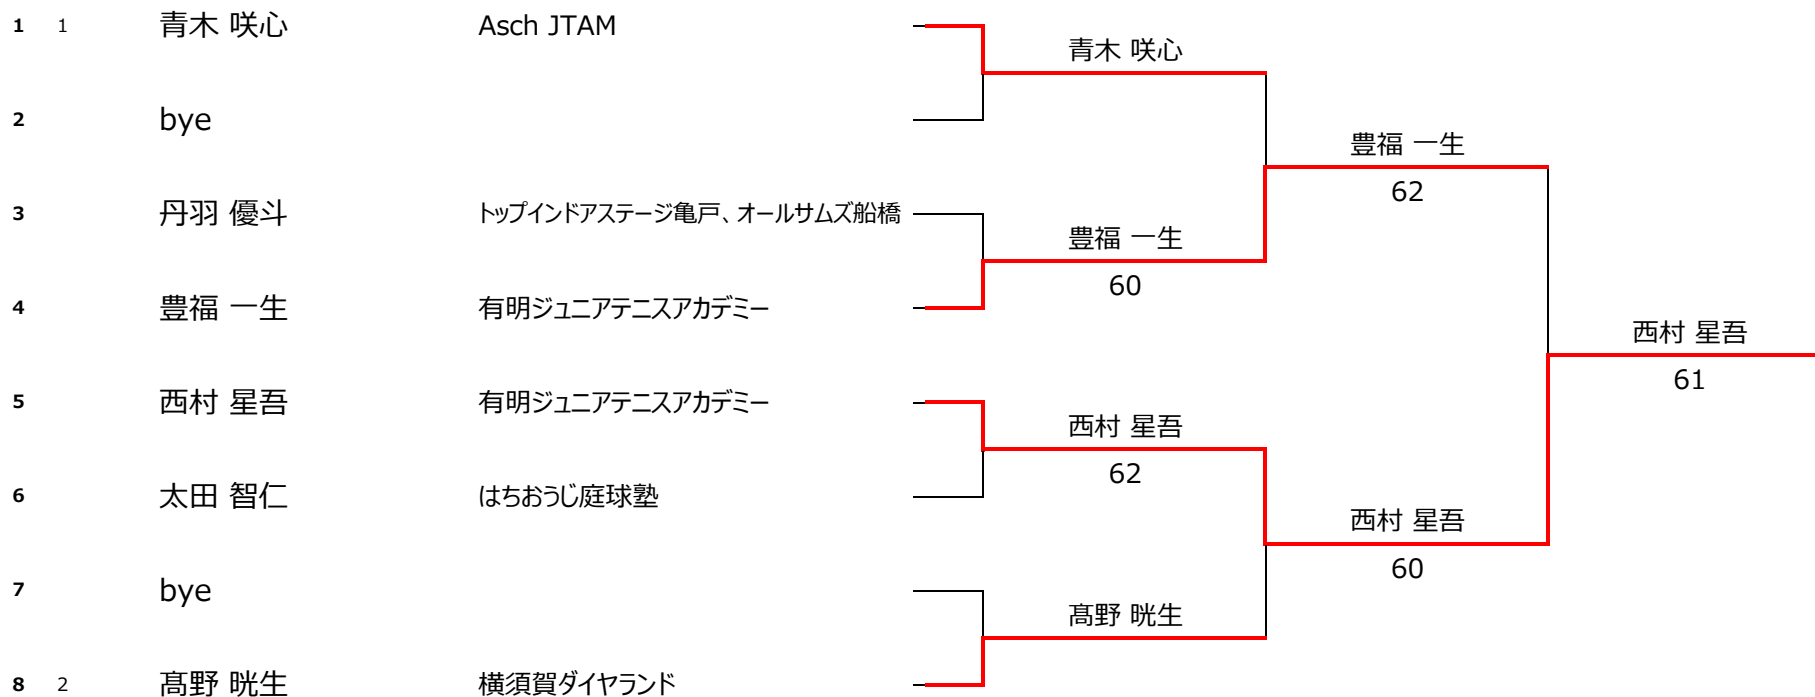 1 1 青木 咲心 Asch JTAM
青木 咲心
2 bye
豊福 一生
62
3 丹羽 優斗 トップインドアステージ亀戸、オールサムズ船橋
豊福 一生
60
4 豊福 一生 有明ジュニアテニスアカデミー
西村 星吾
61
5 西村 星吾 有明ジュニアテニスアカデミー
西村 星吾
62
6 太田 智仁 はちおうじ庭球塾
西村 星吾
60
7 bye
髙野 晄生
8 2 髙野 晄生 横須賀ダイヤランド